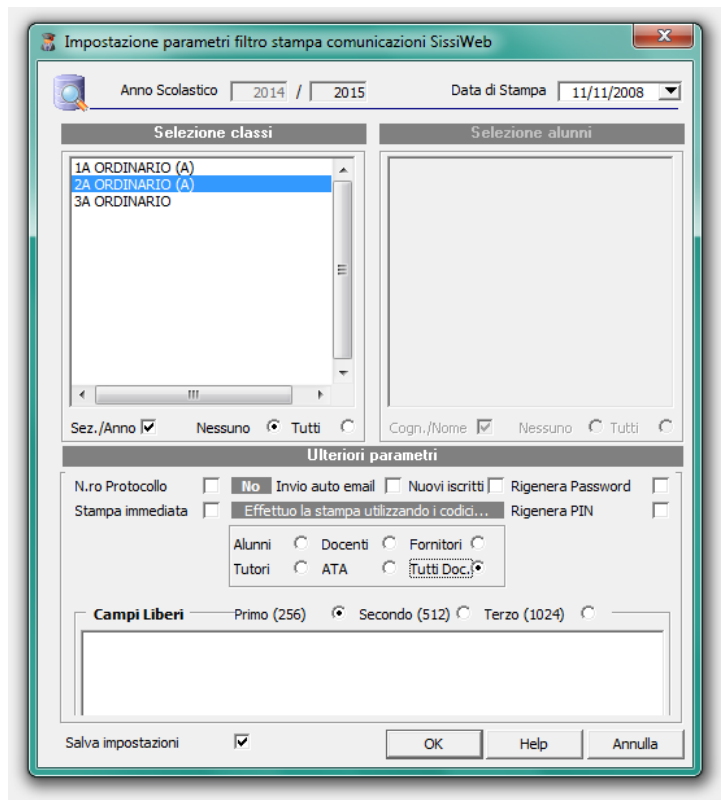 Impostazione parametri filtro stampa comunicazioni SissiWeb
Anno Scolastico 2014 / 2015 Data di Stampa 11/11/2008
Selezione classi Selezione alunni
1A ORDINARIO (A)
2A ORDINARIO (A)
3A ORDINARIO
Sez./Anno Nessuno Tutti Cogn./Nome Nessuno Tutti
Ulteriori parametri
N.ro Protocollo No Invio auto email Nuovi iscritti Rigenera Password
Stampa immediata Effettuo la stampa utilizzando i codici... Rigenera PIN
Alunni Docenti Fornitori
Tutori ATA Tutti Doc.
Campi Liberi Primo (256) Secondo (512) Terzo (1024)
Salva impostazioni OK Help Annulla